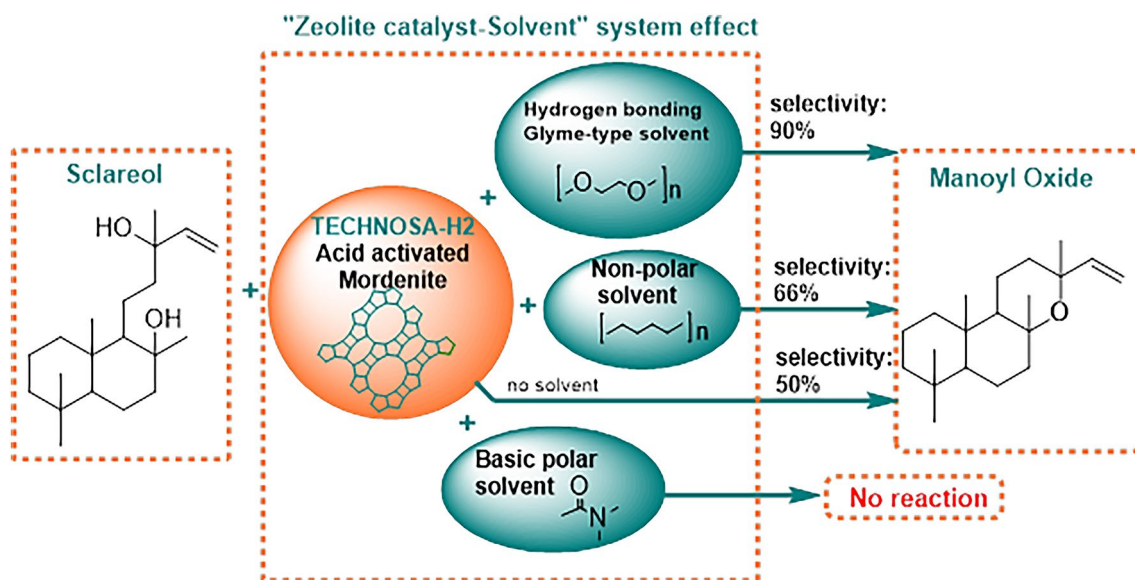 "Zeolite catalyst-Solvent" system effect
Sclareol
HO
OH
+
TECHNOSA-H2
Acid activated
Mordenite
+
Hydrogen bonding
Glyme-type solvent
[ O O ]n
selectivity:
90%
+
Non-polar
solvent
[ ]n
selectivity:
66%
no solvent
selectivity:
50%
+
Basic polar
solvent
O
N
No reaction
Manoyl Oxide
O